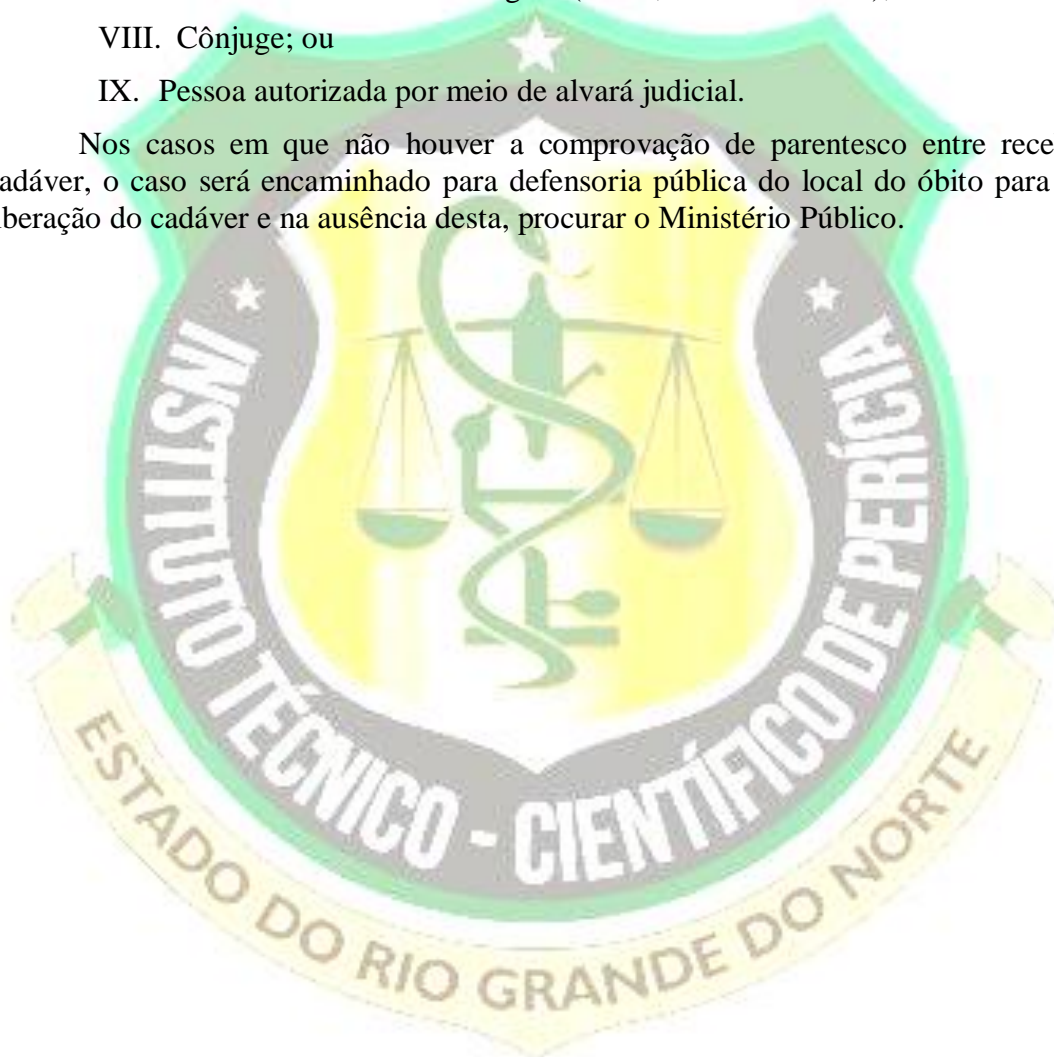 VIII. Cônjuge; ou
IX. Pessoa autorizada por meio de alvará judicial.
Nos casos em que não houver a comprovação de parentesco entre rece
adáver, o caso será encaminhado para defensoria pública do local do óbito para
beração do cadáver e na ausência desta, procurar o Ministério Público.
INSTITUTO TÉCNICO - CIENTÍFICO DE PERÍCIA
ESTADO DO RIO GRANDE DO NORTE